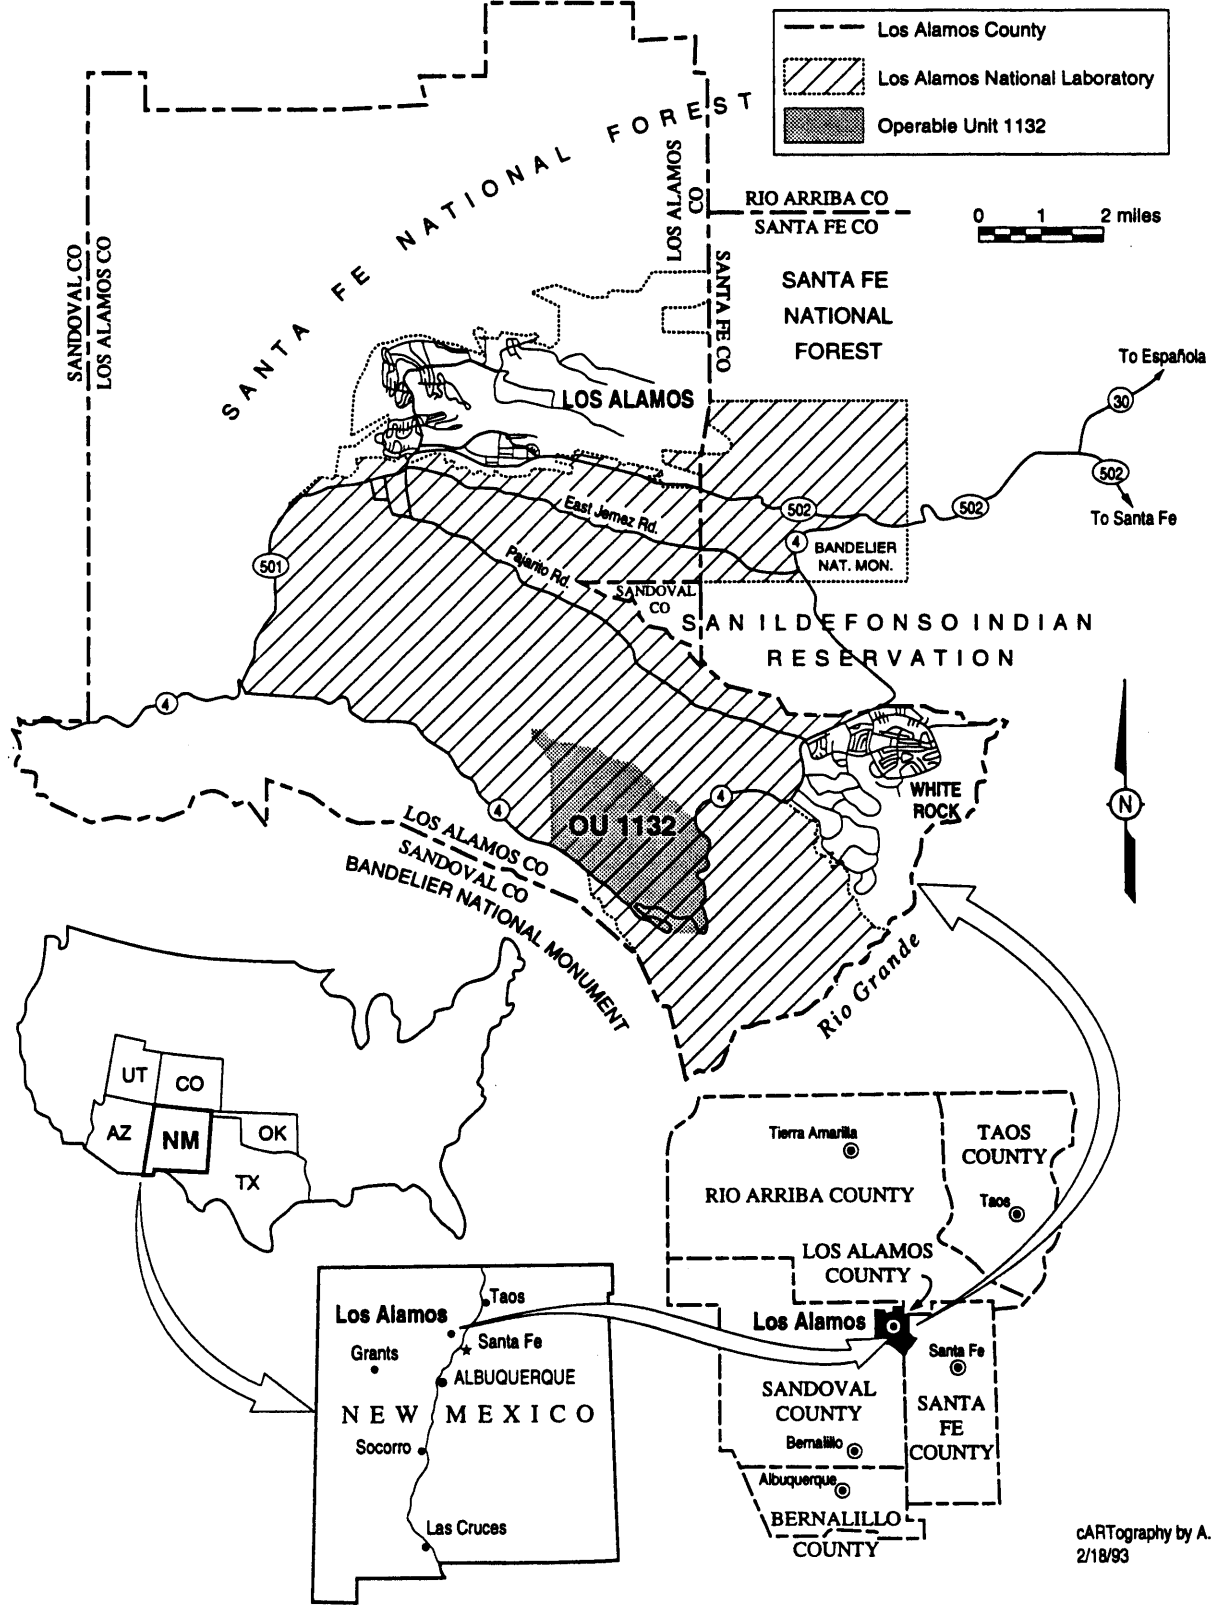 Los Alamos County
Los Alamos National Laboratory
Operable Unit 1132
SANTA FE NATIONAL FOREST
LOS ALAMOS
CO
RIO ARRIBA CO
SANTA FE CO
0 1 2 miles
SANDOVAL CO
LOS ALAMOS CO
SANTA FE CO
SANTA FE
NATIONAL
FOREST
To Española
30
LOS ALAMOS
502
To Santa Fe
502
502
East Jemez Rd.
4
BANDELIER
NAT. MON.
501
Pajarito Rd.
SANDOVAL
CO
SAN ILDEFONSO INDIAN
RESERVATION
4
4
WHITE
ROCK
N
4
OU 1132
LOS ALAMOS CO
SANDOVAL CO
BANDELIER NATIONAL MONUMENT
Rio Grande
UT
CO
AZ
NM
OK
TX
Tierra Amarilla
TAOS
COUNTY
RIO ARRIBA COUNTY
Taos
LOS ALAMOS
COUNTY
Los Alamos
Santa Fe
SANDOVAL
COUNTY
SANTA
FE
COUNTY
Bernalillo
Albuquerque
BERNALILLO
COUNTY
Taos
Los Alamos
Santa Fe
Grants
ALBUQUERQUE
NEW MEXICO
Socorro
Las Cruces
cARTography by A.
2/18/93